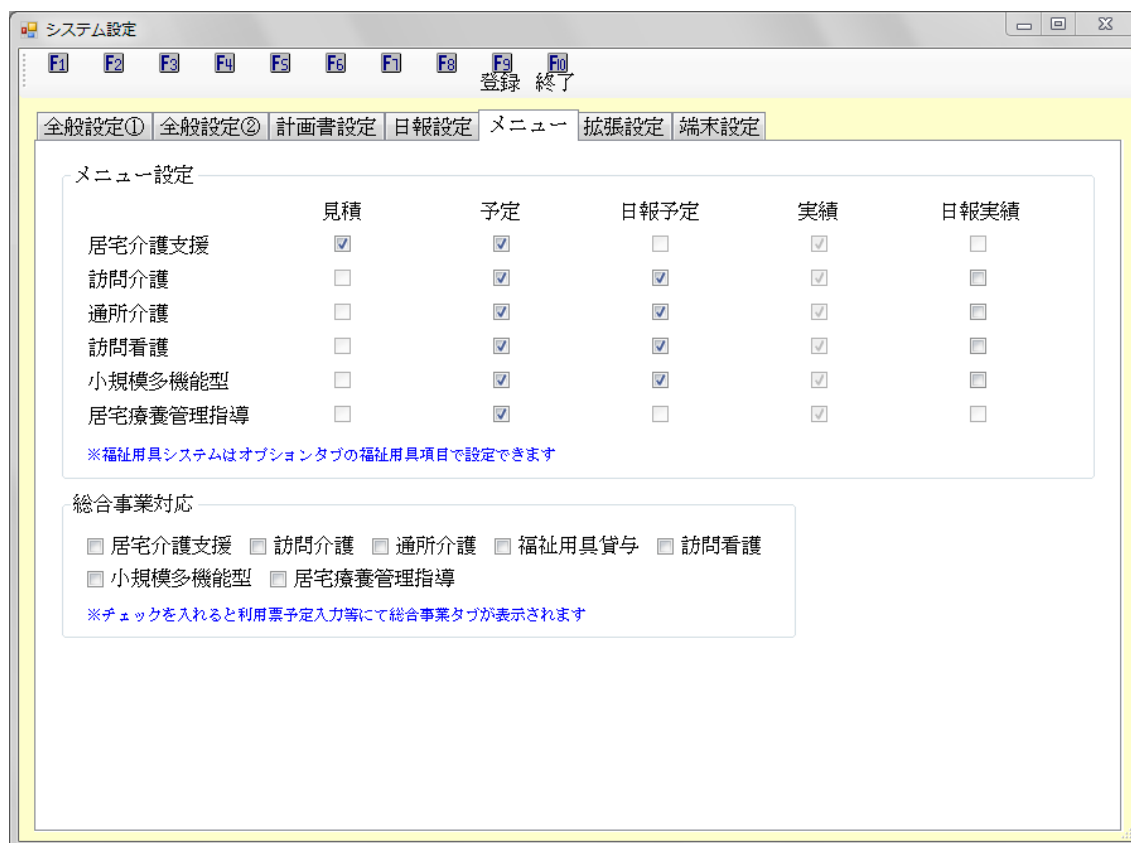 システム設定
F1 F2 F3 F4 F5 F6 F7 F8 F9 F10
登録 終了
全般設定① 全般設定② 計画書設定 日報設定 メニュー 拡張設定 端末設定
メニュー設定
見積 予定 日報予定 実績 日報実績
居宅介護支援
訪問介護
通所介護
訪問看護
小規模多機能型
居宅療養管理指導
※福祉用具システムはオプションタブの福祉用具項目で設定できます
総合事業対応
居宅介護支援 訪問介護 通所介護 福祉用具貸与 訪問看護
小規模多機能型 居宅療養管理指導
※チェックを入れると利用票予定入力等にて総合事業タブが表示されます